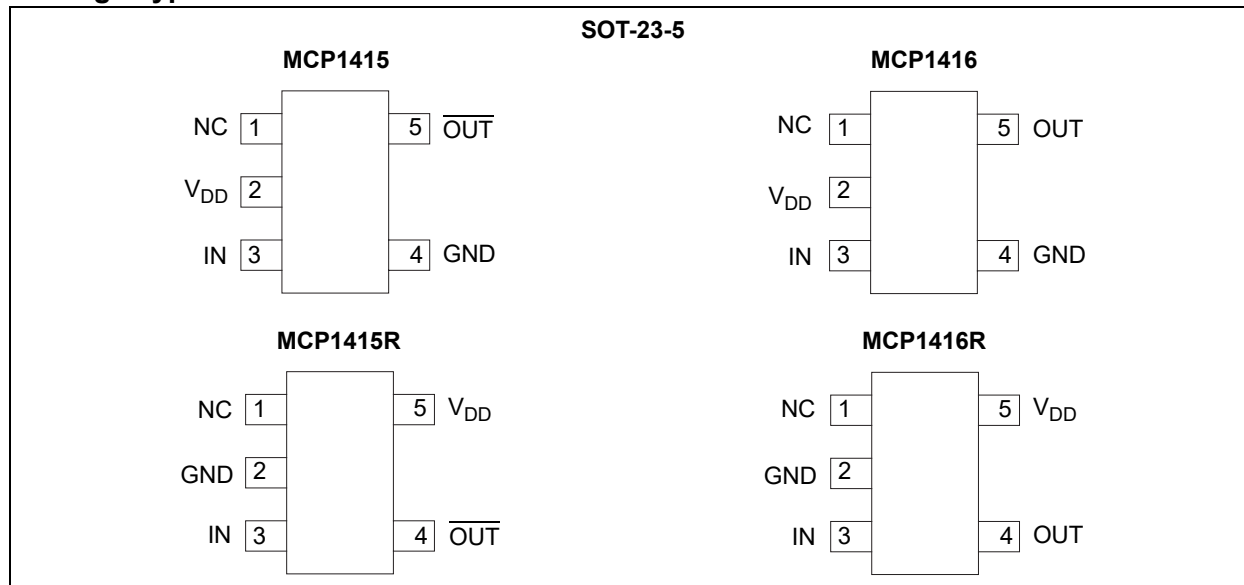 SOT-23-5
MCP1415
NC 1 5 O̅U̅T̅
VDD 2
IN 3 4 GND
MCP1416
NC 1 5 OUT
VDD 2
IN 3 4 GND
MCP1415R
NC 1 5 VDD
GND 2
IN 3 4 O̅U̅T̅
MCP1416R
NC 1 5 VDD
GND 2
IN 3 4 OUT